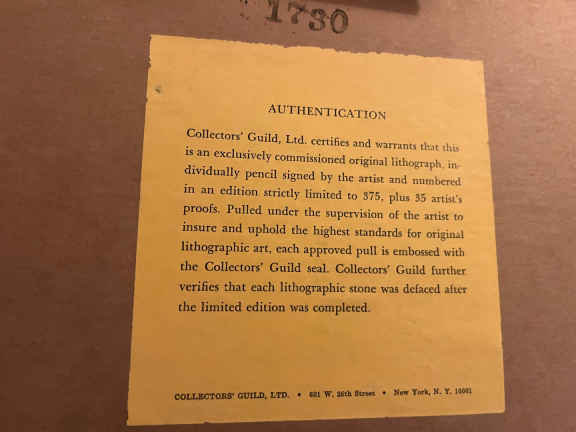 1730
AUTHENTICATION
Collectors' Guild, Ltd. certifies and warrants that this
is an exclusively commissioned original lithograph, in-
dividually pencil signed by the artist and numbered
in an edition strictly limited to 375, plus 35 artist's
proofs. Pulled under the supervision of the artist to
insure and uphold the highest standards for original
lithographic art, each approved pull is embossed with
the Collectors' Guild seal. Collectors' Guild further
verifies that each lithographic stone was defaced after
the limited edition was completed.
COLLECTORS' GUILD, LTD. • 601 W. 26th Street • New York, N. Y. 10001